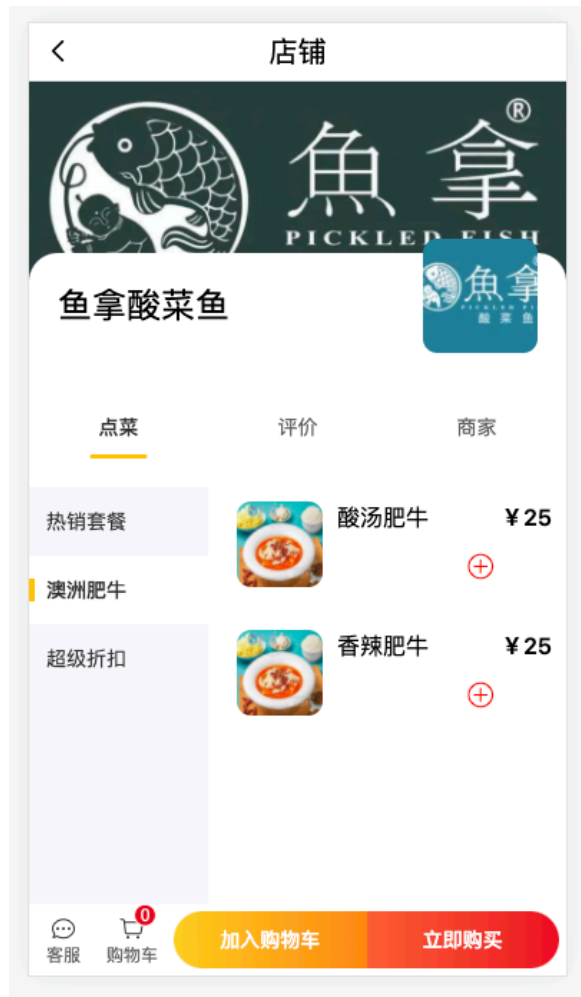 店铺
魚拿®
PICKLED FISH
鱼拿酸菜鱼
魚拿
酸菜鱼
点菜 评价 商家
热销套餐
澳洲肥牛
超级折扣
酸汤肥牛 ¥25
香辣肥牛 ¥25
0
客服 购物车 加入购物车 立即购买